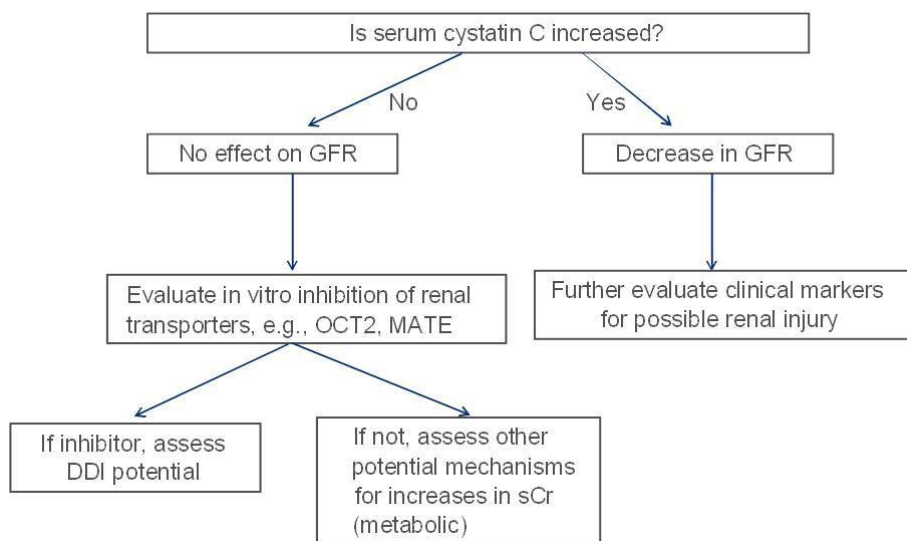 Is serum cystatin C increased?
No
Yes
No effect on GFR
Decrease in GFR
Evaluate in vitro inhibition of renal
transporters, e.g., OCT2, MATE
Further evaluate clinical markers
for possible renal injury
If inhibitor, assess
DDI potential
If not, assess other
potential mechanisms
for increases in sCr
(metabolic)